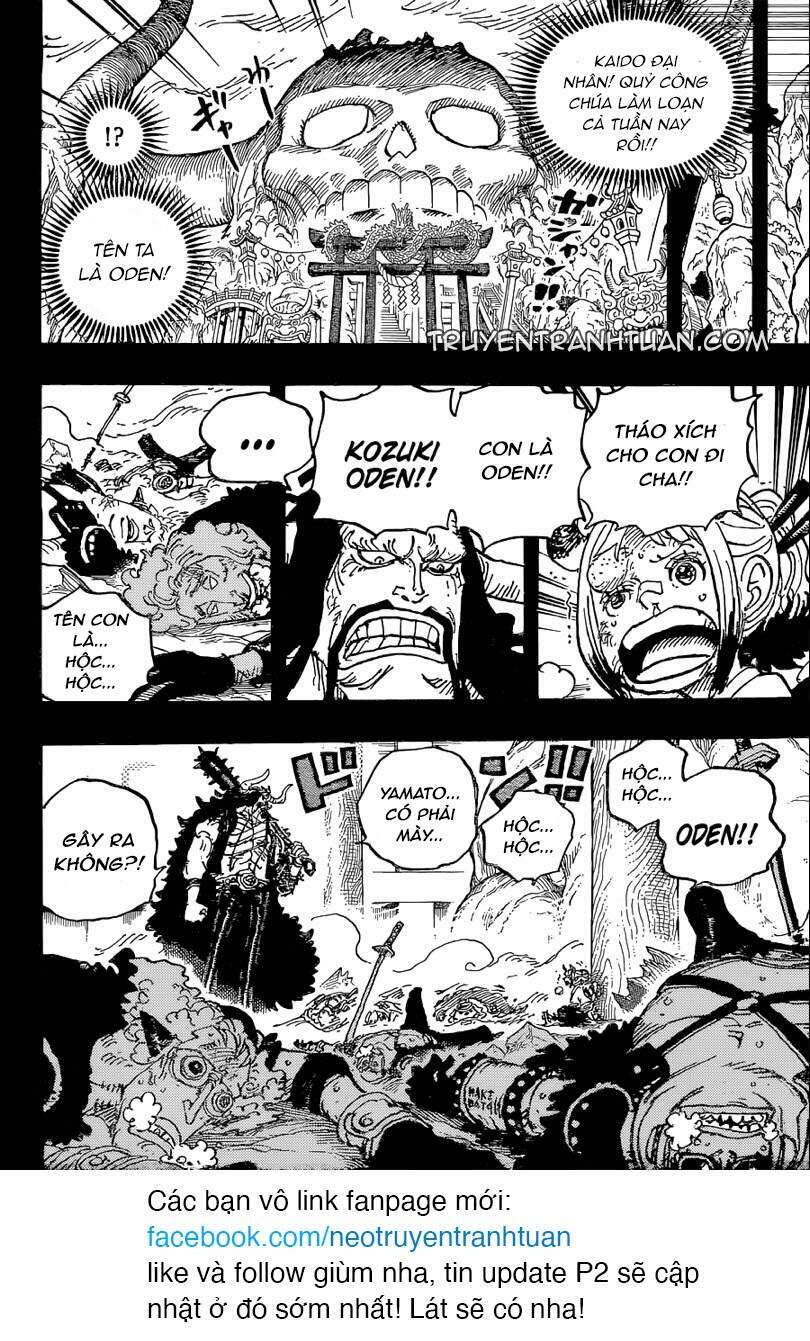 KAIDO ĐẠI
NHÂN! QUỶ CÔNG
CHÚA LÀM LOẠN
CẢ TUẦN NAY
RỒI!!
!?
TÊN TA
LÀ ODEN!
TRUYENTRANHTUAN.COM
THÁO XÍCH
CHO CON ĐI
CHA!!
CON LÀ
ODEN!!
KOZUKI
ODEN!!
...
TÊN CON
LÀ...
HỘC...
HỘC...
HỘC...
HỘC...
ODEN!!
HỘC...
HỘC...
YAMATO...
CÓ PHẢI
MÀY...
GÂY RA
KHÔNG?!
ドドン!!
Các bạn vô link fanpage mới:
facebook.com/neotruyentranhtuan
like và follow giùm nha, tin update P2 sẽ cập
nhật ở đó sớm nhất! Lát sẽ có nha!